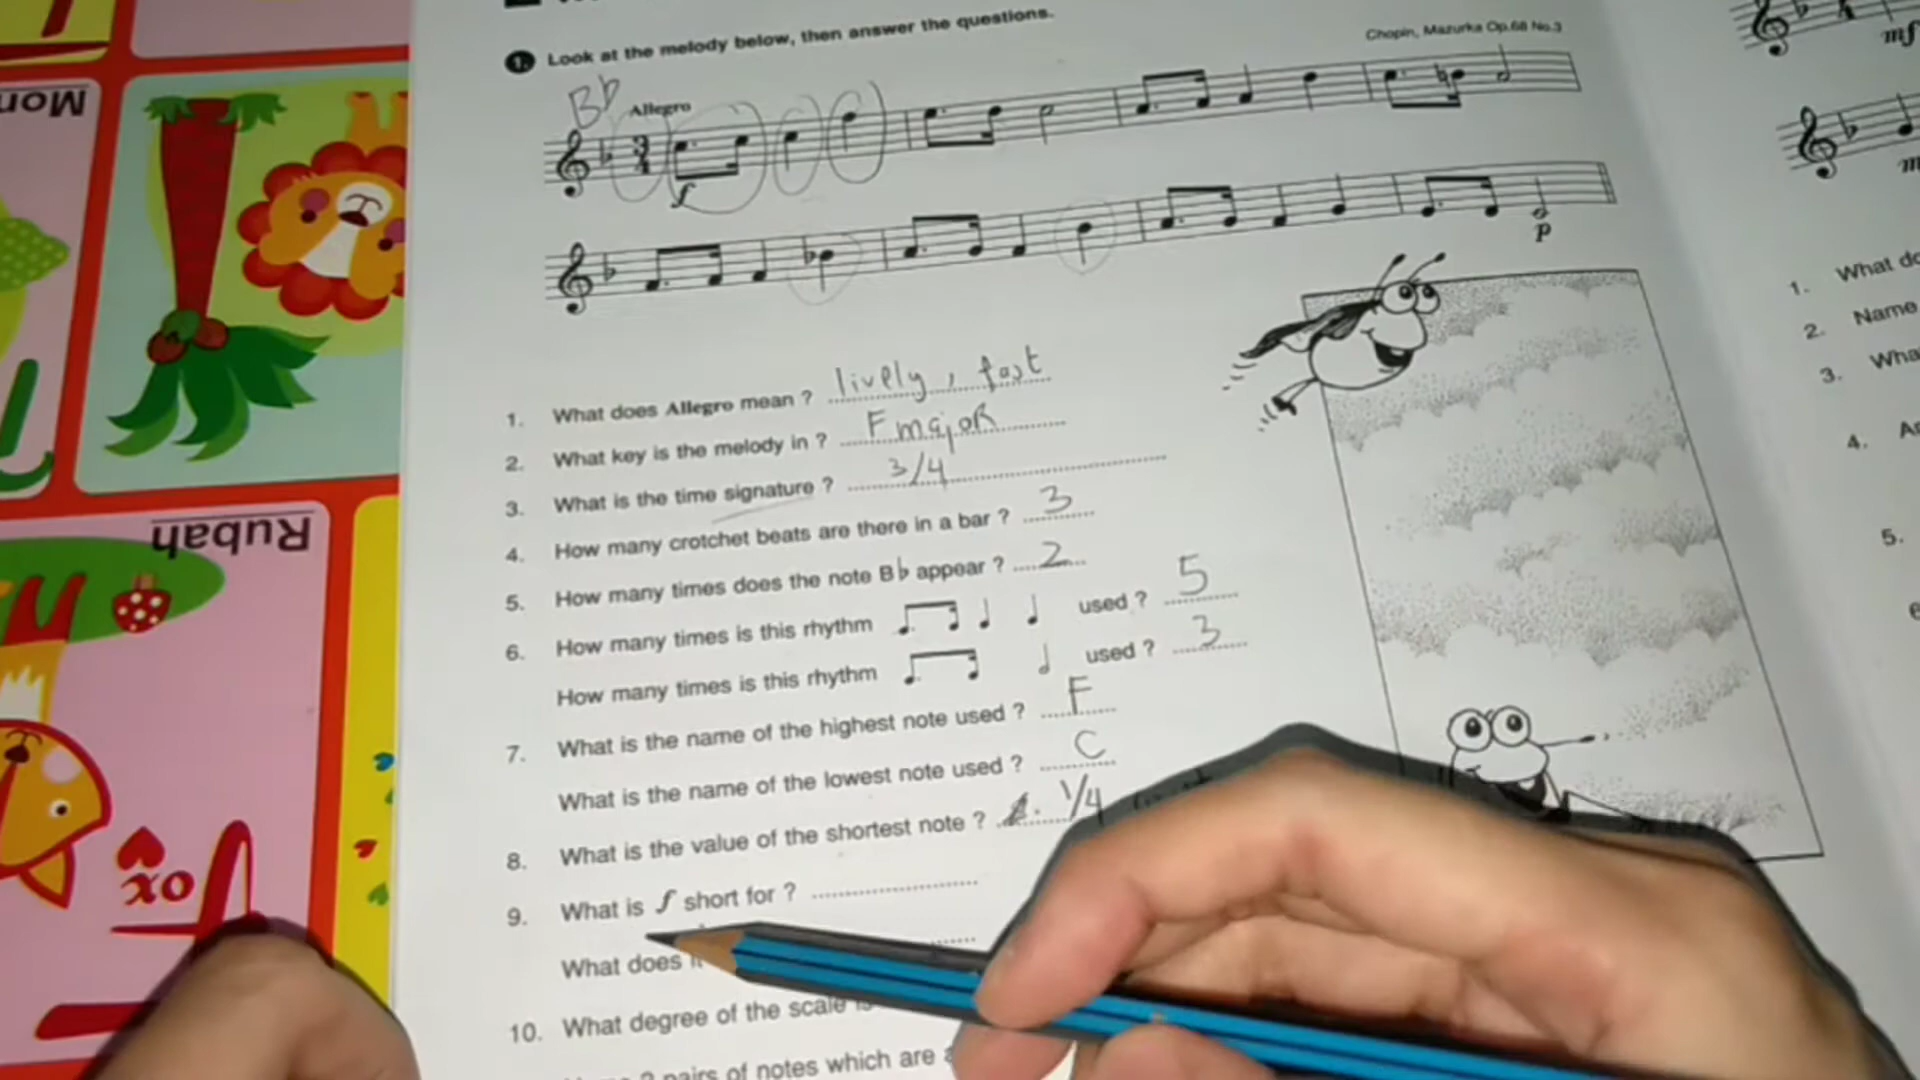 1. Look at the melody below, then answer the questions.
Chopin, Mazurka Op.68 No.3
Bb Allegro
3
4
f
p
1. What does Allegro mean ? lively, fast
2. What key is the melody in ? F majoR
3. What is the time signature ? 3/4
4. How many crotchet beats are there in a bar ? 3
5. How many times does the note B♭ appear ? 2
6. How many times is this rhythm used ? 5
How many times is this rhythm used ? 3
7. What is the name of the highest note used ? F
What is the name of the lowest note used ? C
8. What is the value of the shortest note ? 1/4
9. What is f short for ?
What does
10. What degree of the scale
pairs of notes which are
mf
1. What do
2. Name
3. Wha
4.
5.
Mon
Rubah
ox